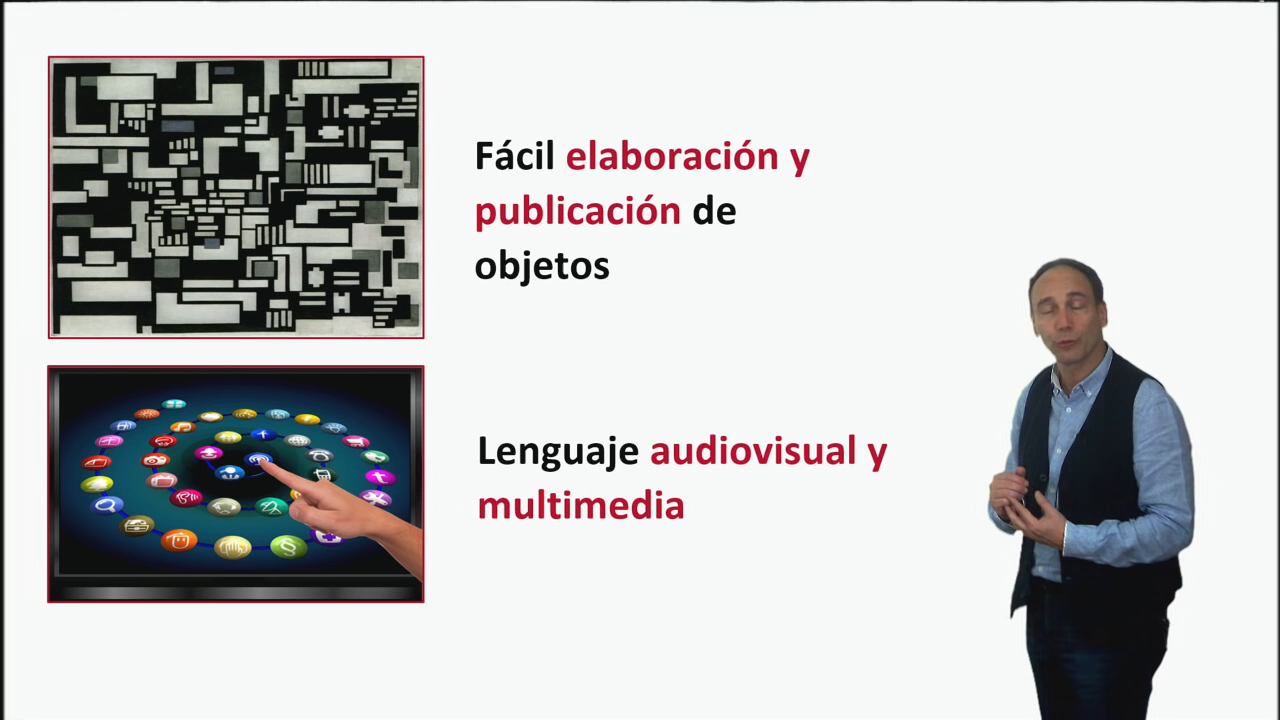 Fácil elaboración y
publicación de
objetos
Lenguaje audiovisual y
multimedia